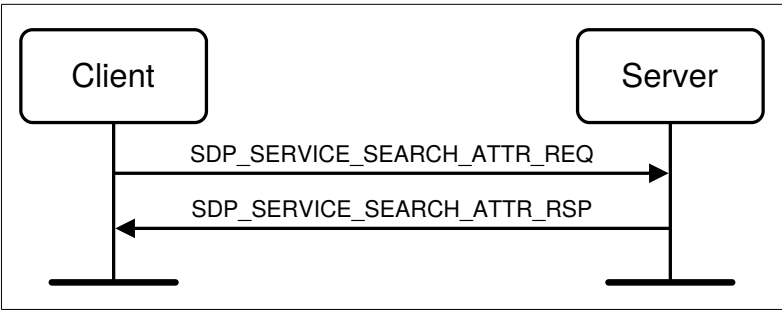 Client
Server
SDP_SERVICE_SEARCH_ATTR_REQ
SDP_SERVICE_SEARCH_ATTR_RSP